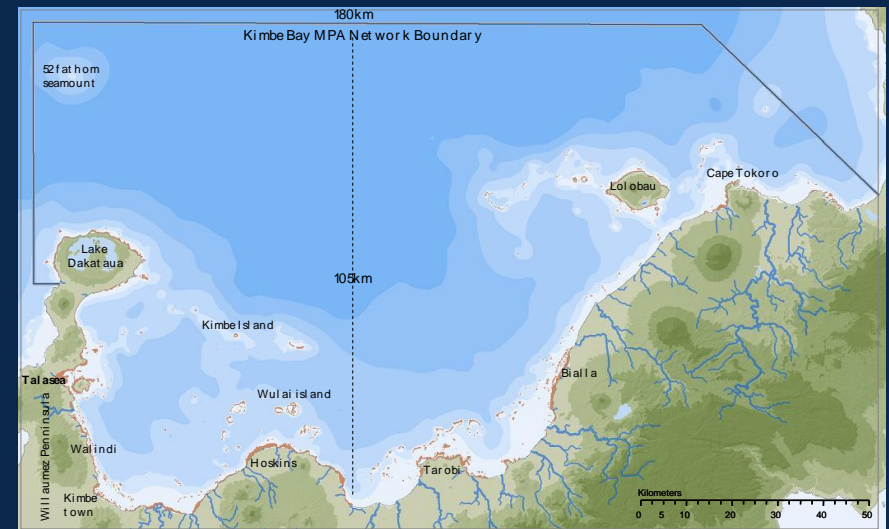 180km
Kimbe Bay MPA Network Boundary
52 fathom
seamount
Cape Tokoro
Lolobau
Lake
Dakataua
105km
Kimbe Island
Talasea
Bialla
Wulai island
Willaumez Penninsula
Walindi
Hoskins
Tarobi
Kimbe
town
Kilometers
0 5 10 20 30 40 50